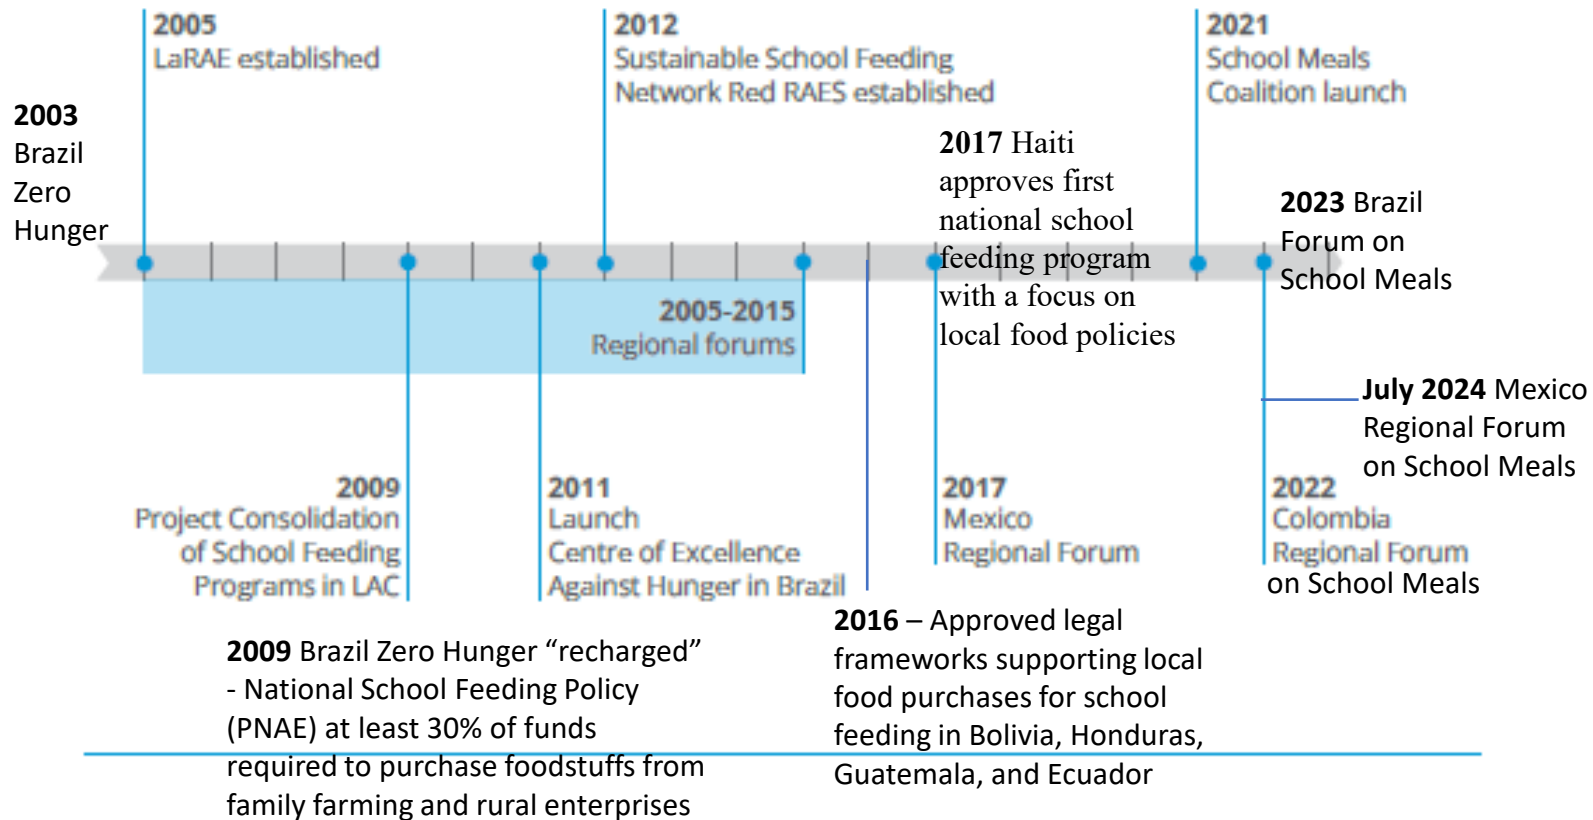 2005
LaRAE established
2012
Sustainable School Feeding
Network Red RAES established
2021
School Meals
Coalition launch
2003
Brazil
Zero
Hunger
2017 Haiti
approves first
national school
feeding program
with a focus on
local food policies
2023 Brazil
Forum on
School Meals
2005-2015
Regional forums
July 2024 Mexico
Regional Forum
on School Meals
2009
Project Consolidation
of School Feeding
Programs in LAC
2011
Launch
Centre of Excellence
Against Hunger in Brazil
2017
Mexico
Regional Forum
2022
Colombia
Regional Forum
on School Meals
2009 Brazil Zero Hunger “recharged”
- National School Feeding Policy
(PNAE) at least 30% of funds
required to purchase foodstuffs from
family farming and rural enterprises
2016 – Approved legal
frameworks supporting local
food purchases for school
feeding in Bolivia, Honduras,
Guatemala, and Ecuador